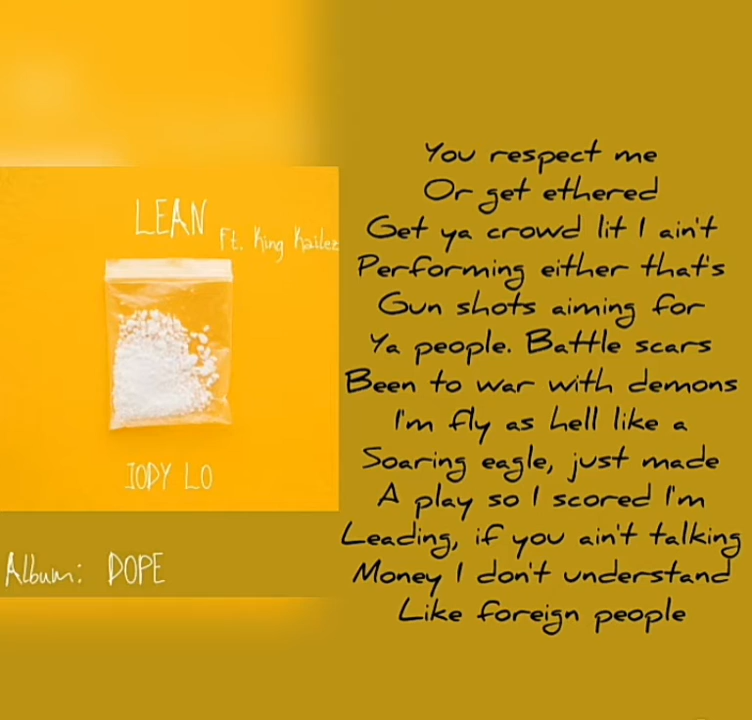 LEAN
Ft. King Kailez
JODY LO
Album: DOPE
You respect me
Or get ethered
Get ya crowd lit I ain't
Performing either that's
Gun shots aiming for
Ya people. Battle scars
Been to war with demons
I'm fly as hell like a
Soaring eagle, just made
A play so I scored I'm
Leading, if you ain't talking
Money I don't understand
Like foreign people